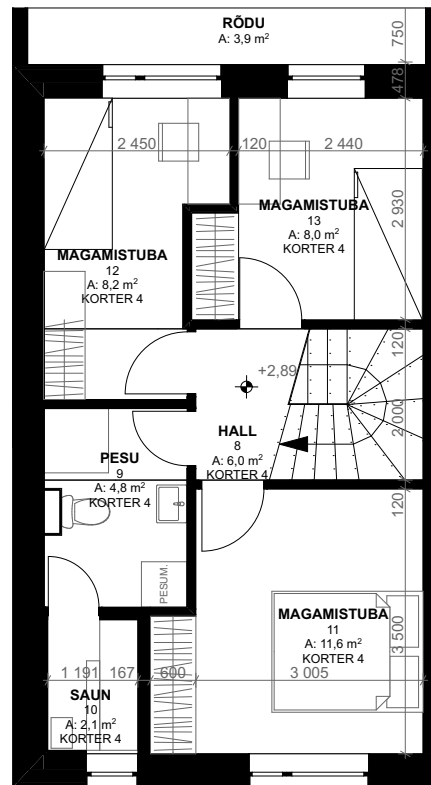 RÕDU
A: 3,9 m²
750
478
2 450
120
2 440
2 930
MAGAMISTUBA
13
A: 8,0 m²
KORTER 4
MAGAMISTUBA
12
A: 8,2 m²
KORTER 4
120
+2,89
2 000
HALL
8
A: 6,0 m²
KORTER 4
PESU
9
A: 4,8 m²
KORTER 4
120
PESUM.
MAGAMISTUBA
11
A: 11,6 m²
KORTER 4
3 500
1 191
167
600
3 005
SAUN
10
A: 2,1 m²
KORTER 4